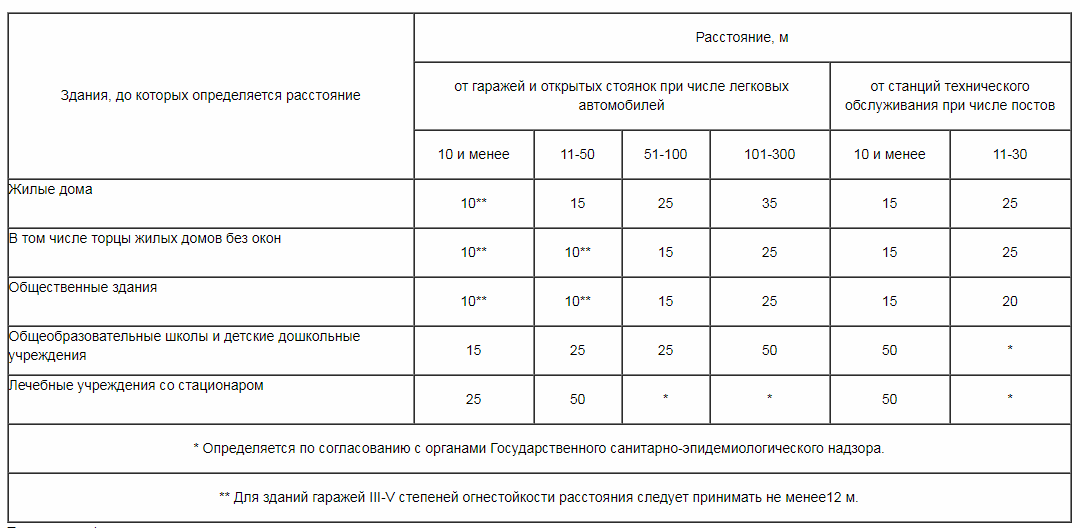 Здания, до которых определяется расстояние
Расстояние, м
от гаражей и открытых стоянок при числе легковых
автомобилей
от станций технического
обслуживания при числе постов
10 и менее 11-50 51-100 101-300 10 и менее 11-30
Жилые дома 10** 15 25 35 15 25
В том числе торцы жилых домов без окон 10** 10** 15 25 15 25
Общественные здания 10** 10** 15 25 15 20
Общеобразовательные школы и детские дошкольные
учреждения 15 25 25 50 50 *
Лечебные учреждения со стационаром 25 50 * * 50 *
* Определяется по согласованию с органами Государственного санитарно-эпидемиологического надзора.
** Для зданий гаражей III-V степеней огнестойкости расстояния следует принимать не менее12 м.